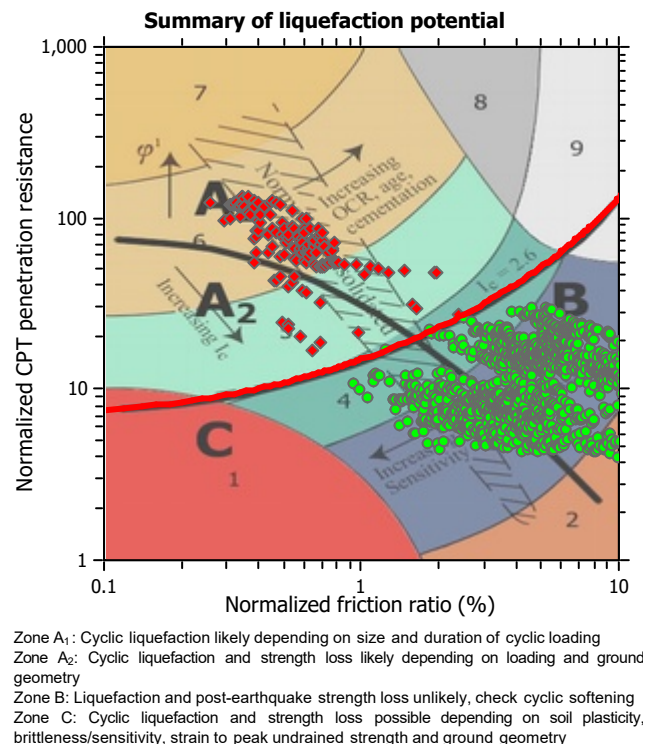 Summary of liquefaction potential
1,000
7
8
9
φ'
Increasing
OCR, age,
cementation
100
A
6
Ic = 2.6
A2
B
Increasing Ic
5
10
4
C
1
Increasing
Sensitivity
2
1
0.1
1
10
Normalized CPT penetration resistance
Normalized friction ratio (%)
Zone A1: Cyclic liquefaction likely depending on size and duration of cyclic loading
Zone A2: Cyclic liquefaction and strength loss likely depending on loading and ground
geometry
Zone B: Liquefaction and post-earthquake strength loss unlikely, check cyclic softening
Zone C: Cyclic liquefaction and strength loss possible depending on soil plasticity,
brittleness/sensitivity, strain to peak undrained strength and ground geometry